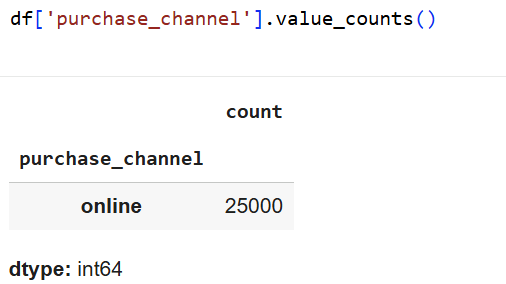 df['purchase_channel'].value_counts()
count
purchase_channel
online 25000
dtype: int64